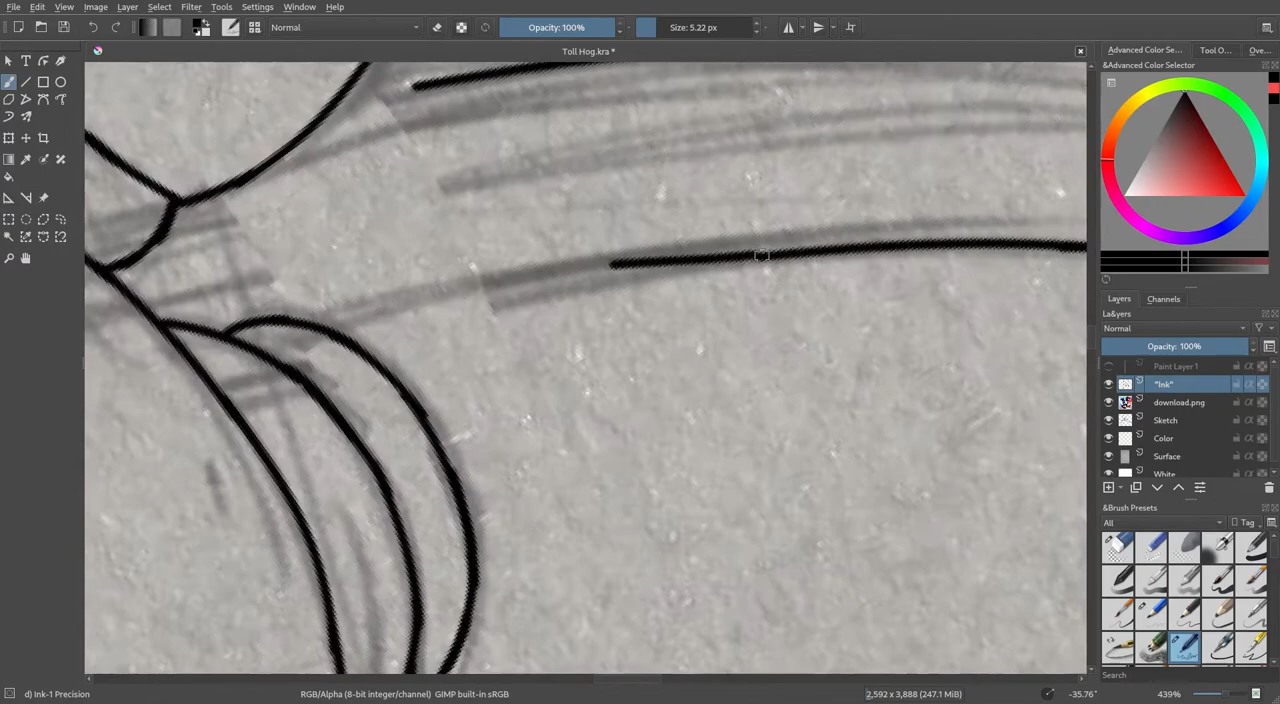 File Edit View Image Layer Select Filter Tools Settings Window Help
Normal Opacity: 100% Size: 5.22 px
Toll Hog.kra *
Advanced Color Se... Tool O... Ove...
&Advanced Color Selector
Layers Channels
La&yers
Normal
Opacity: 100%
Paint Layer 1
"Ink"
download.png
Sketch
Color
Surface
White
&Brush Presets
All Tag
Search
d) Ink-1 Precision RGB/Alpha (8-bit integer/channel) GIMP built-in sRGB 2,592 x 3,888 (247.1 MiB) -35.76° 439%